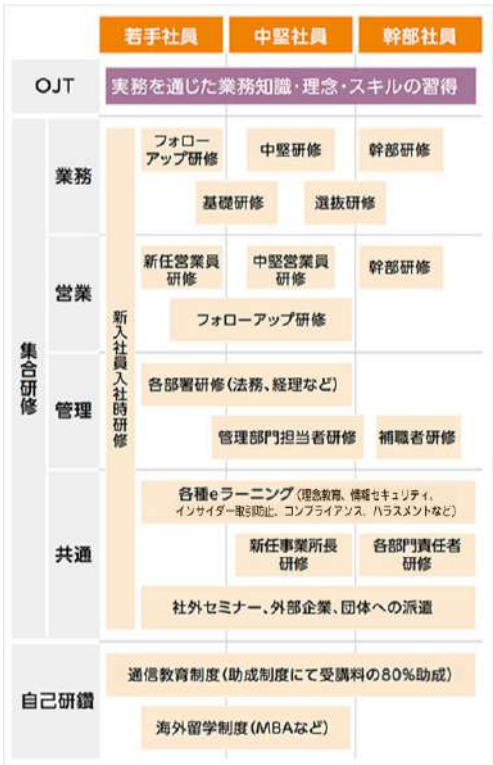 若手社員
中堅社員
幹部社員
OJT
実務を通じた業務知識・理念・スキルの習得
集合研修
新入社員入社時研修
業務
フォロー
アップ研修
中堅研修
幹部研修
基礎研修
選抜研修
営業
新任営業員
研修
中堅営業員
研修
幹部研修
フォローアップ研修
管理
各部署研修(法務、経理など)
管理部門担当者研修
補職者研修
共通
各種eラーニング(理念教育、情報セキュリティ、
インサイダー取引防止、コンプライアンス、ハラスメントなど)
新任事業所長
研修
各部門責任者
研修
社外セミナー、外部企業、団体への派遣
自己研鑽
通信教育制度(助成制度にて受講料の80%助成)
海外留学制度(MBAなど)